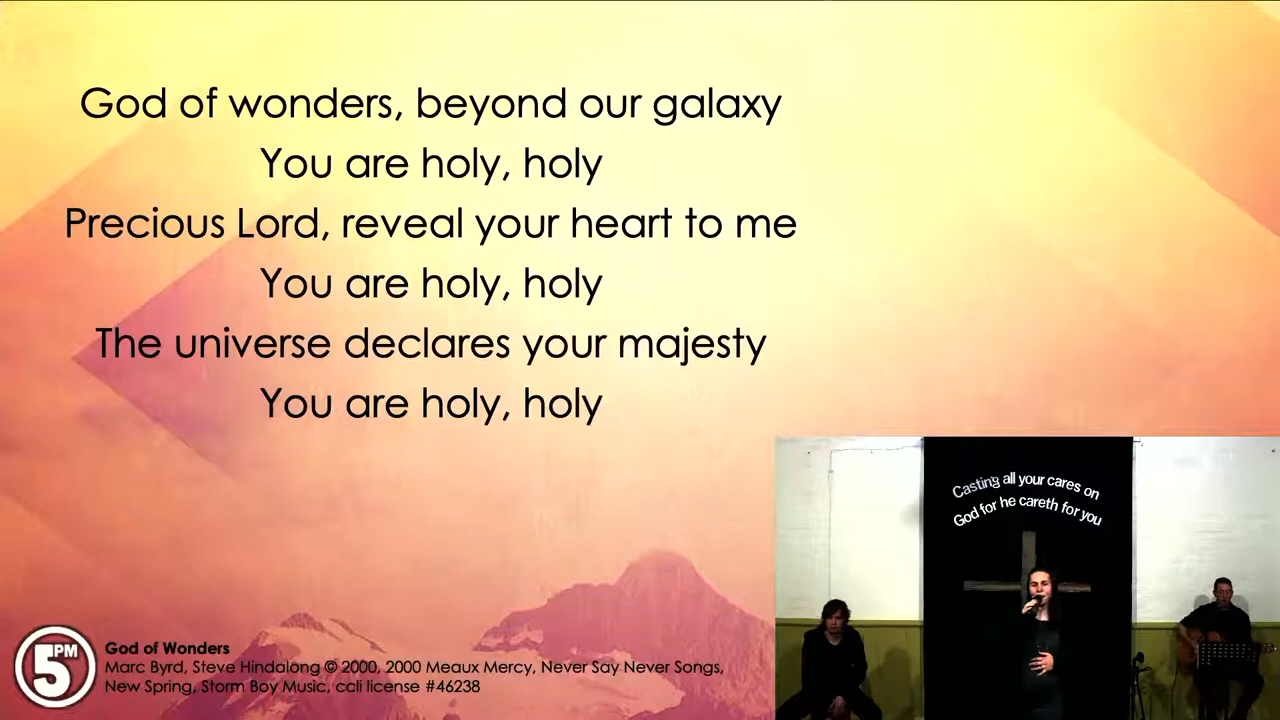 God of wonders, beyond our galaxy
You are holy, holy
Precious Lord, reveal your heart to me
You are holy, holy
The universe declares your majesty
You are holy, holy
Casting all your cares on
God for he careth for you
5PM
God of Wonders
Marc Byrd, Steve Hindalong © 2000, 2000 Meaux Mercy, Never Say Never Songs,
New Spring, Storm Boy Music, ccli license #46238